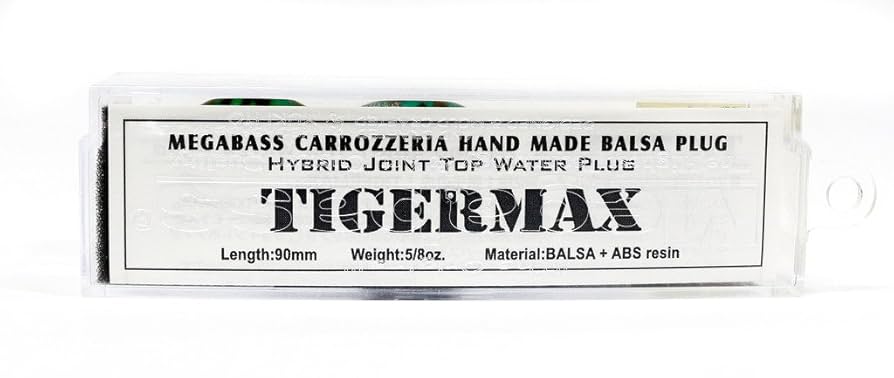 MEGABASS CARROZZERIA HAND MADE BALSA PLUG
HYBRID JOINT TOP WATER PLUG
TIGERMAX
Length:90mm Weight:5/8oz. Material:BALSA + ABS resin